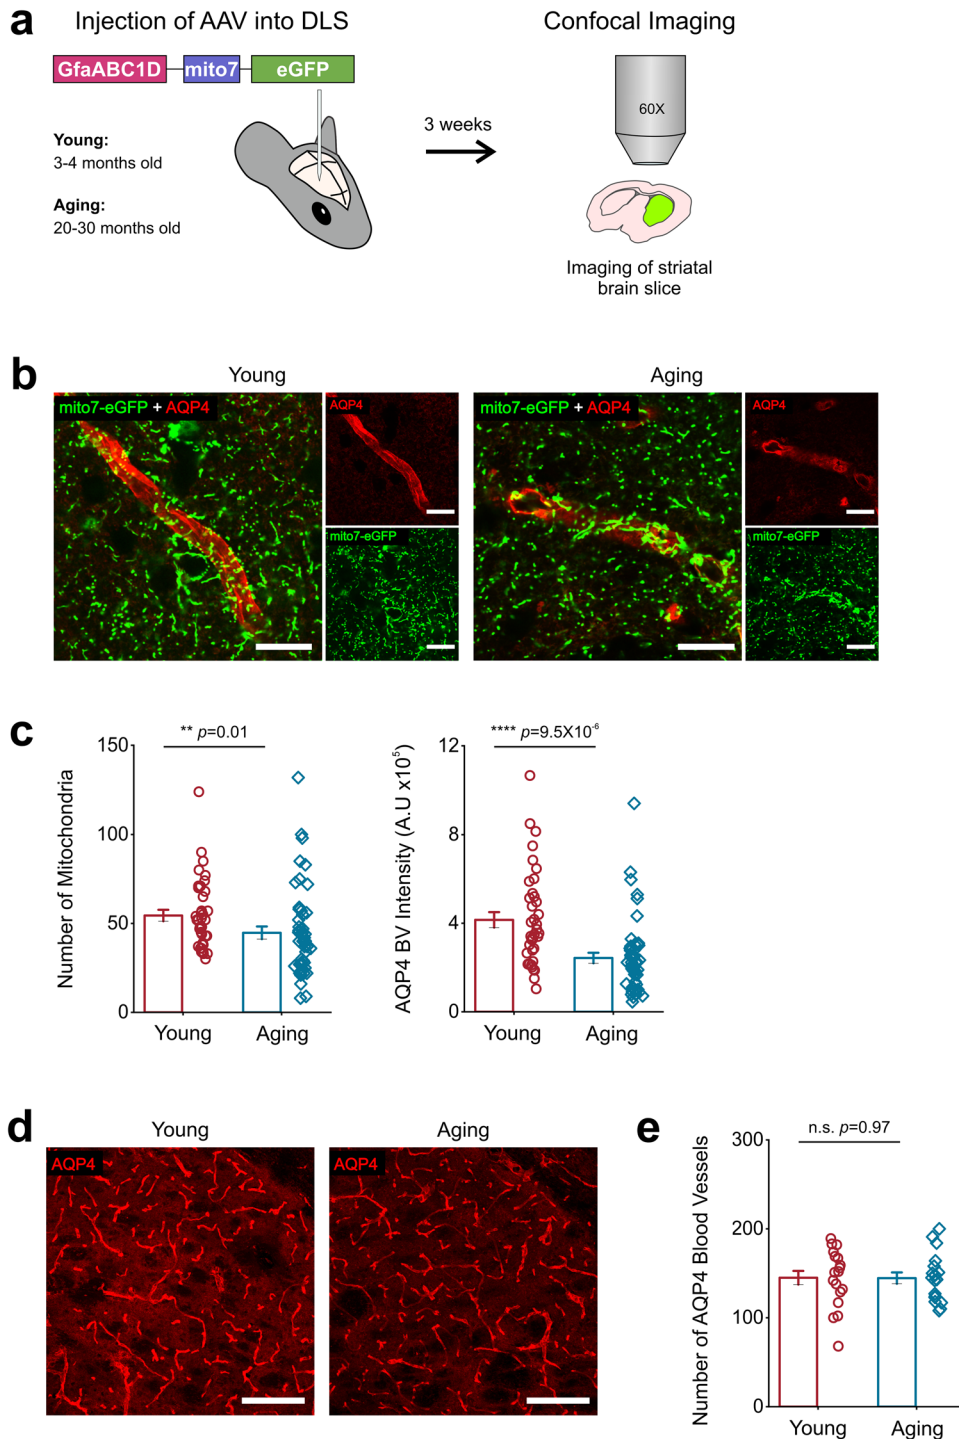 a
Injection of AAV into DLS
Confocal Imaging
GfaABC1D
mito7
eGFP
Young:
3-4 months old
Aging:
20-30 months old
3 weeks
60X
Imaging of striatal
brain slice
b
Young
Aging
mito7-eGFP + AQP4
AQP4
mito7-eGFP
mito7-eGFP + AQP4
AQP4
mito7-eGFP
c
** p=0.01
Number of Mitochondria
150
100
50
0
Young
Aging
**** p=9.5X10⁻⁶
AQP4 BV Intensity (A.U x10⁵)
12
8
4
0
Young
Aging
d
Young
Aging
AQP4
AQP4
e
n.s. p=0.97
Number of AQP4 Blood Vessels
300
200
100
0
Young
Aging